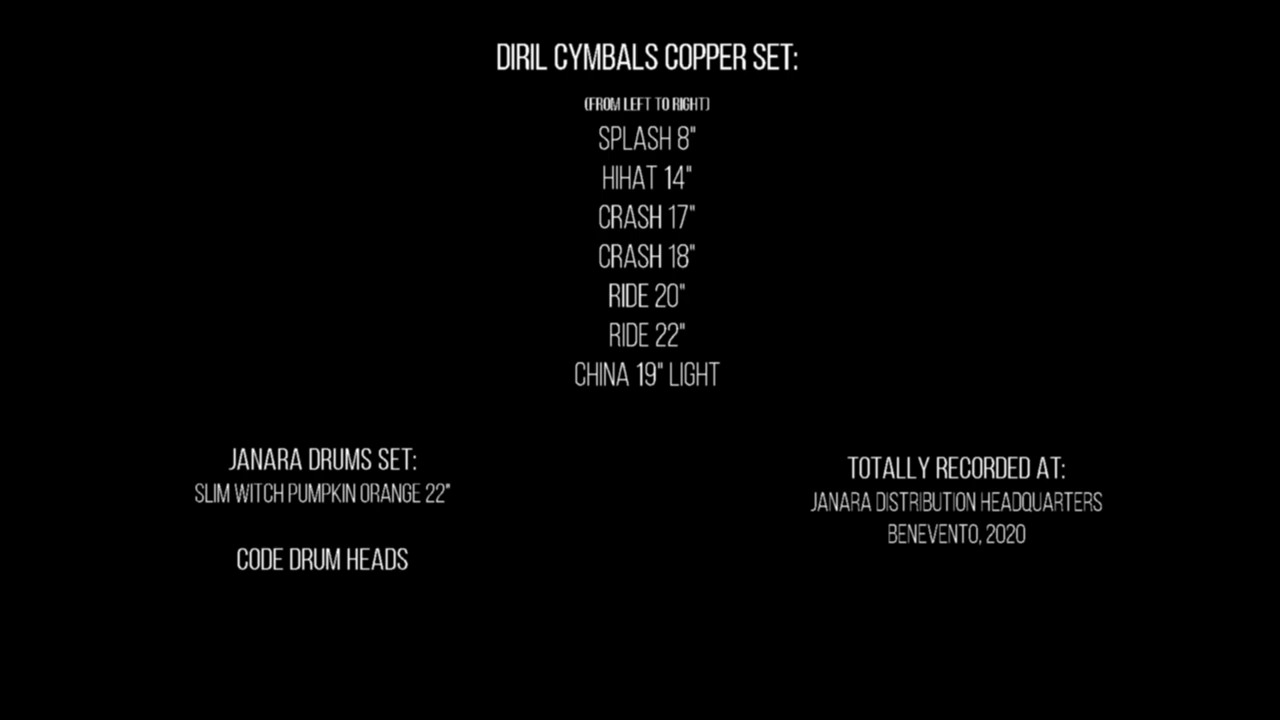 DIRIL CYMBALS COPPER SET:
(FROM LEFT TO RIGHT)
SPLASH 8"
HIHAT 14"
CRASH 17"
CRASH 18"
RIDE 20"
RIDE 22"
CHINA 19" LIGHT
JANARA DRUMS SET:
SLIM WITCH PUMPKIN ORANGE 22"
CODE DRUM HEADS
TOTALLY RECORDED AT:
JANARA DISTRIBUTION HEADQUARTERS
BENEVENTO, 2020